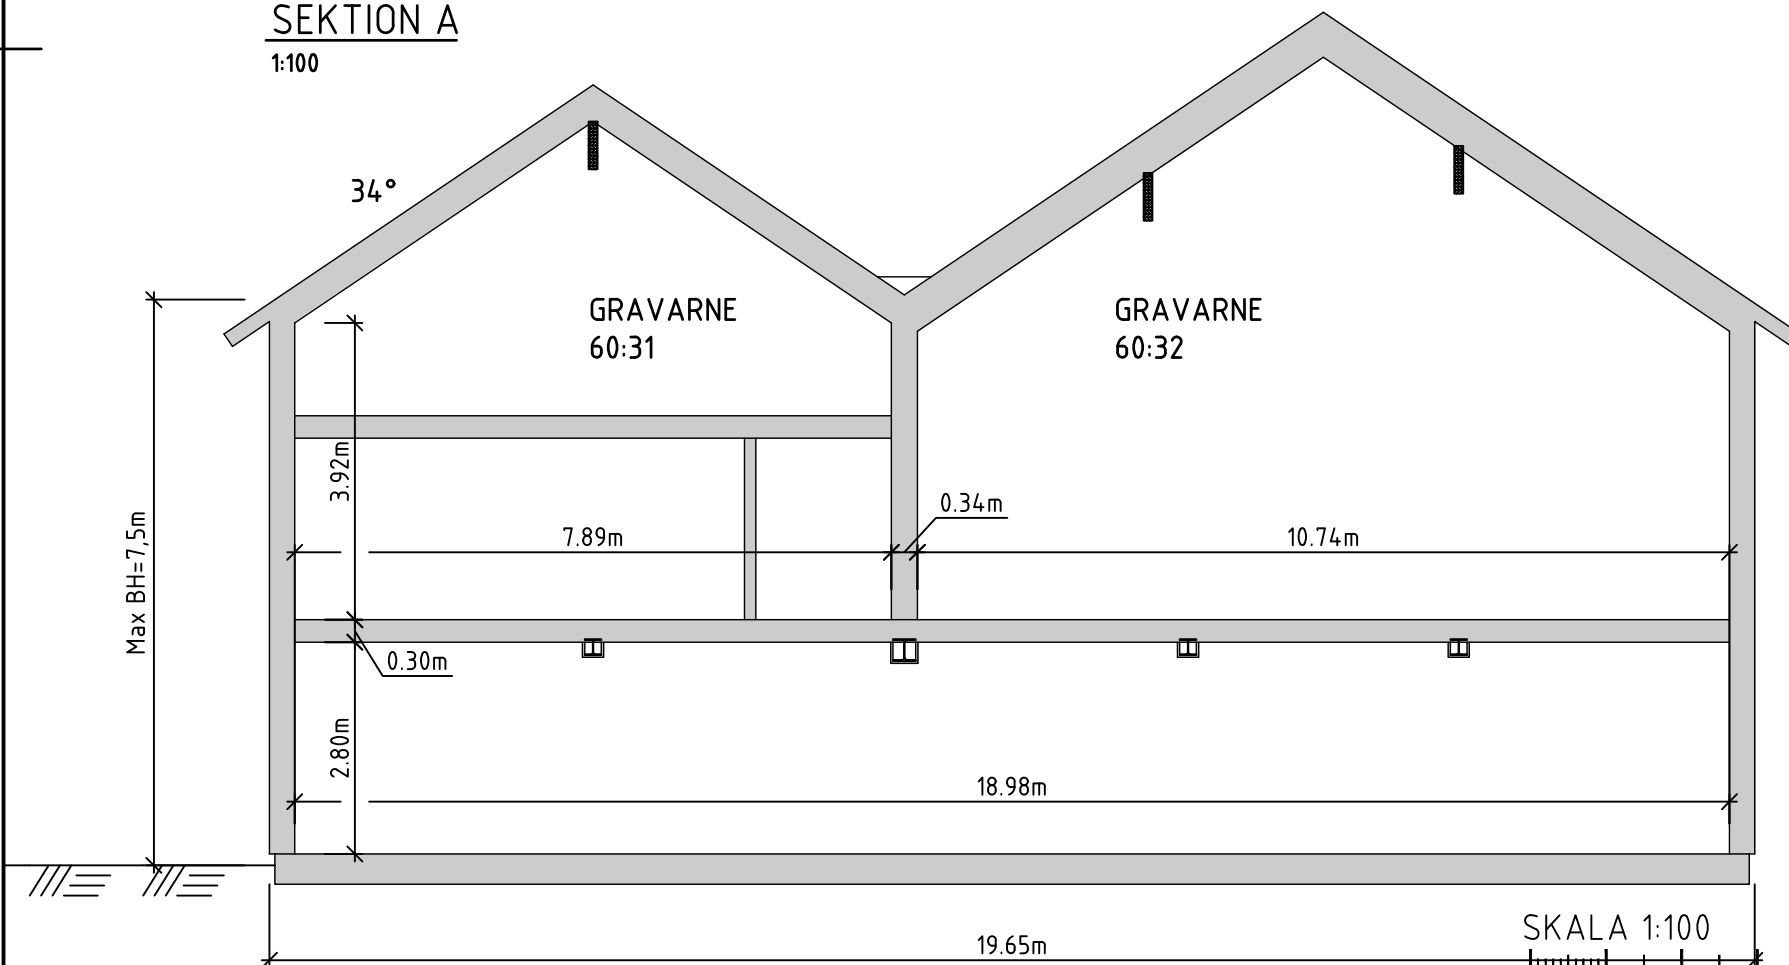 SEKTION A
1:100
34°
GRAVARNE
60:31
GRAVARNE
60:32
Max BH=7,5m
3.92m
0.34m
7.89m
10.74m
0.30m
2.80m
18.98m
SKALA 1:100
19.65m